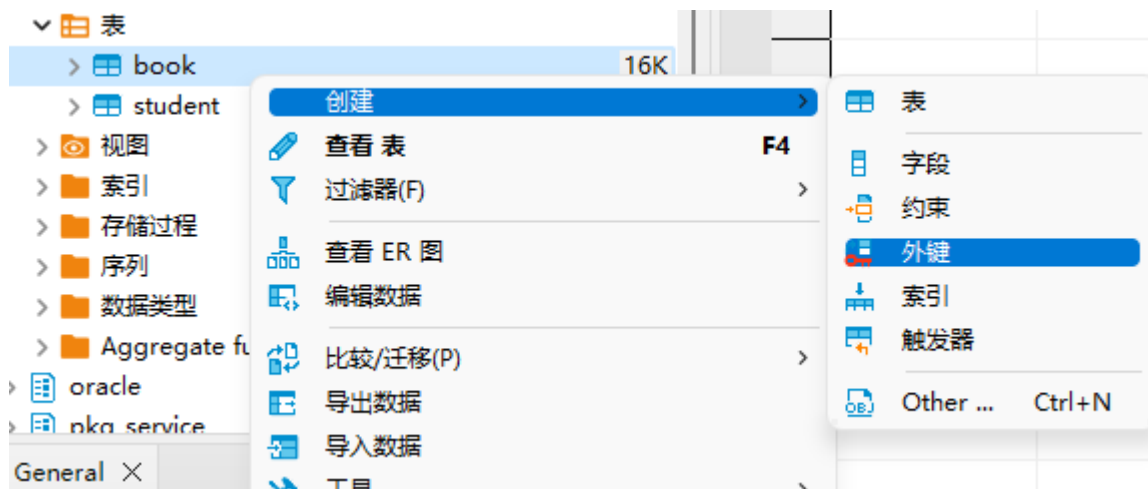 表
book 16K
student
视图
索引
存储过程
序列
数据类型
Aggregate fu
oracle
pkg_service
General
创建
查看 表 F4
过滤器(F)
查看 ER 图
编辑数据
比较/迁移(P)
导出数据
导入数据
工具
表
字段
约束
外键
索引
触发器
Other ... Ctrl+N